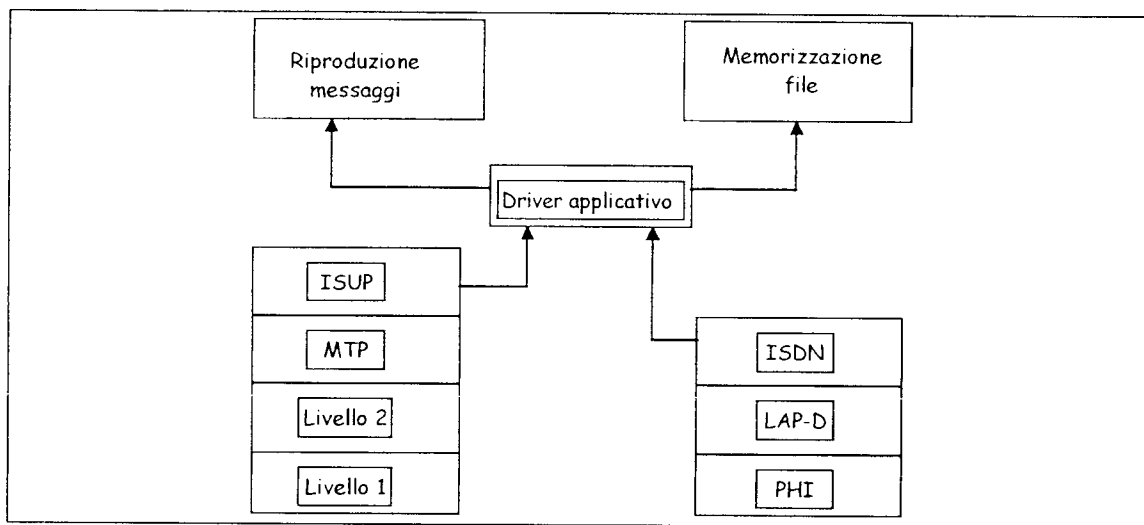 Riproduzione
messaggi
Memorizzazione
file
Driver applicativo
ISUP
MTP
Livello 2
Livello 1
ISDN
LAP-D
PHI